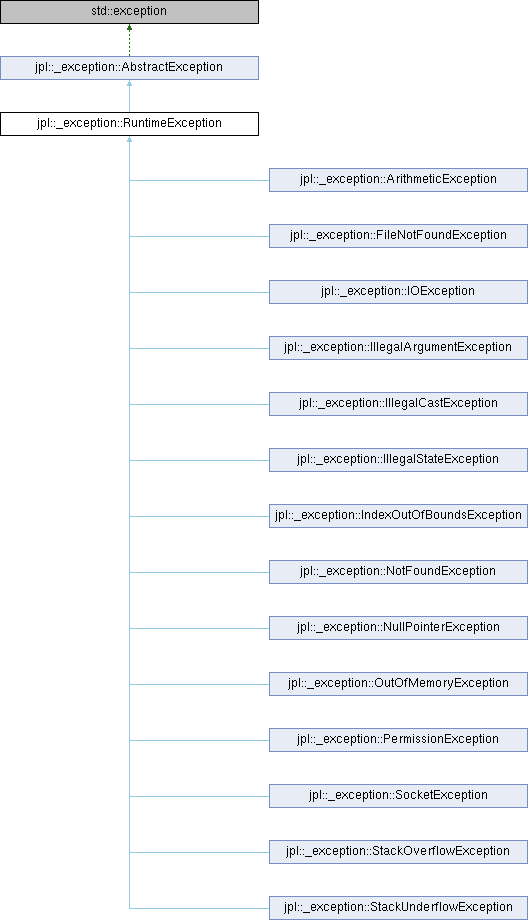 std::exception
jpl::_exception::AbstractException
jpl::_exception::RuntimeException
jpl::_exception::ArithmeticException
jpl::_exception::FileNotFoundException
jpl::_exception::IOException
jpl::_exception::IllegalArgumentException
jpl::_exception::IllegalCastException
jpl::_exception::IllegalStateException
jpl::_exception::IndexOutOfBoundsException
jpl::_exception::NotFoundException
jpl::_exception::NullPointerException
jpl::_exception::OutOfMemoryException
jpl::_exception::PermissionException
jpl::_exception::SocketException
jpl::_exception::StackOverflowException
jpl::_exception::StackUnderflowException